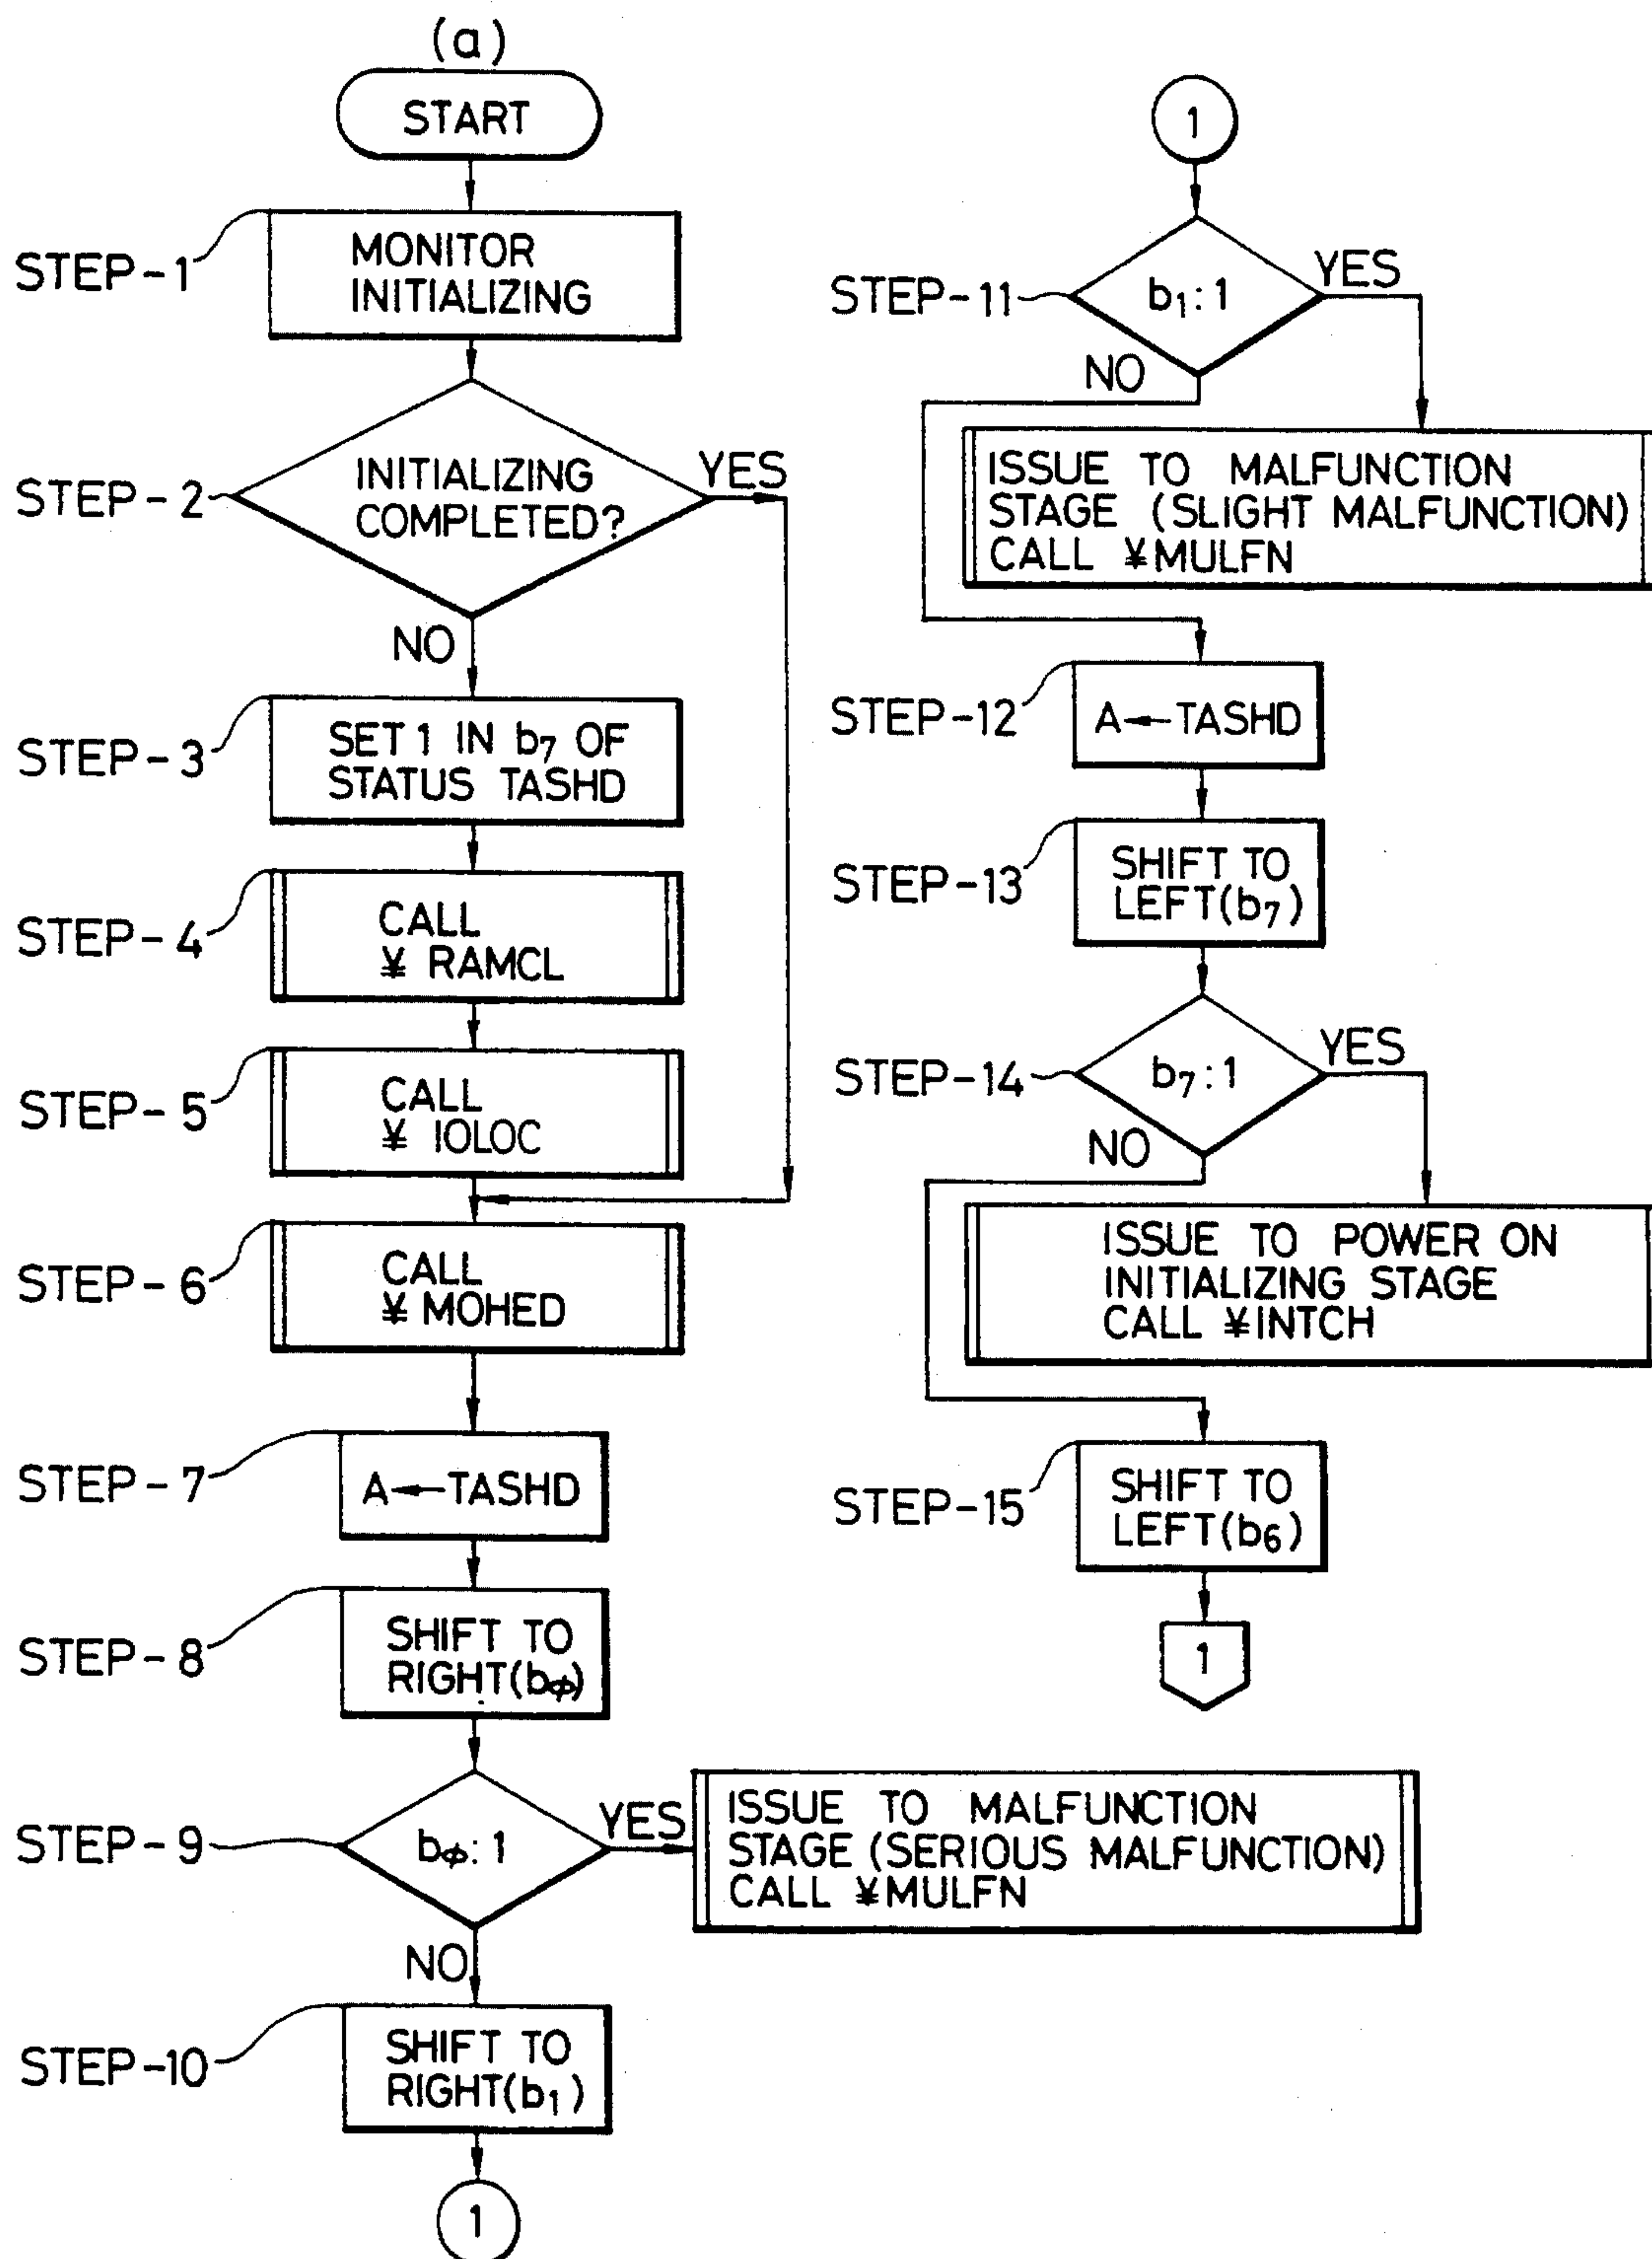 (a)
START
STEP-1
MONITOR
INITIALIZING
STEP-2
INITIALIZING
COMPLETED?
YES
NO
STEP-3
SET 1 IN b7 OF
STATUS TASHD
STEP-4
CALL
¥ RAMCL
STEP-5
CALL
¥ IOLOC
STEP-6
CALL
¥ MOHED
STEP-7
A←TASHD
STEP-8
SHIFT TO
RIGHT(bϕ)
STEP-9
bϕ:1
YES
NO
ISSUE TO MALFUNCTION
STAGE (SERIOUS MALFUNCTION)
CALL ¥MULFN
STEP-10
SHIFT TO
RIGHT(b1)
1
1
STEP-11
b1:1
YES
NO
ISSUE TO MALFUNCTION
STAGE (SLIGHT MALFUNCTION)
CALL ¥MULFN
STEP-12
A←TASHD
STEP-13
SHIFT TO
LEFT(b7)
STEP-14
b7:1
YES
NO
ISSUE TO POWER ON
INITIALIZING STAGE
CALL ¥INTCH
STEP-15
SHIFT TO
LEFT(b6)
1